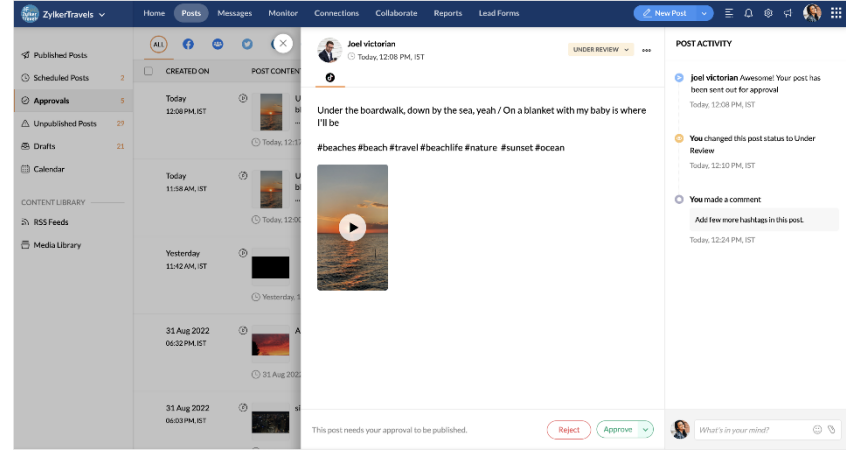 ZylkerTravels
Home Posts Messages Monitor Connections Collaborate Reports Lead Forms
New Post
Published Posts
Scheduled Posts 2
Approvals 5
Unpublished Posts 29
Drafts 21
Calendar
CONTENT LIBRARY
RSS Feeds
Media Library
ALL
CREATED ON POST CONTEN
Today
12:08 PM, IST
U
bl
...
Today, 12:17
Today
11:58 AM, IST
U
bl
...
Today, 12:00
Yesterday
11:42 AM, IST
Yesterday, 1
31 Aug 2022
06:32 PM, IST
A
31 Aug 202
31 Aug 2022
06:03 PM, IST
si
Joel victorian
Today, 12:08 PM, IST
UNDER REVIEW
Under the boardwalk, down by the sea, yeah / On a blanket with my baby is where
I'll be
#beaches #beach #travel #beachlife #nature #sunset #ocean
This post needs your approval to be published.
Reject
Approve
POST ACTIVITY
joel victorian Awesome! Your post has
been sent out for approval
Today, 12:08 PM, IST
You changed this post status to Under
Review
Today, 12:10 PM, IST
You made a comment
Add few more hashtags in this post.
Today, 12:24 PM, IST
What's in your mind?